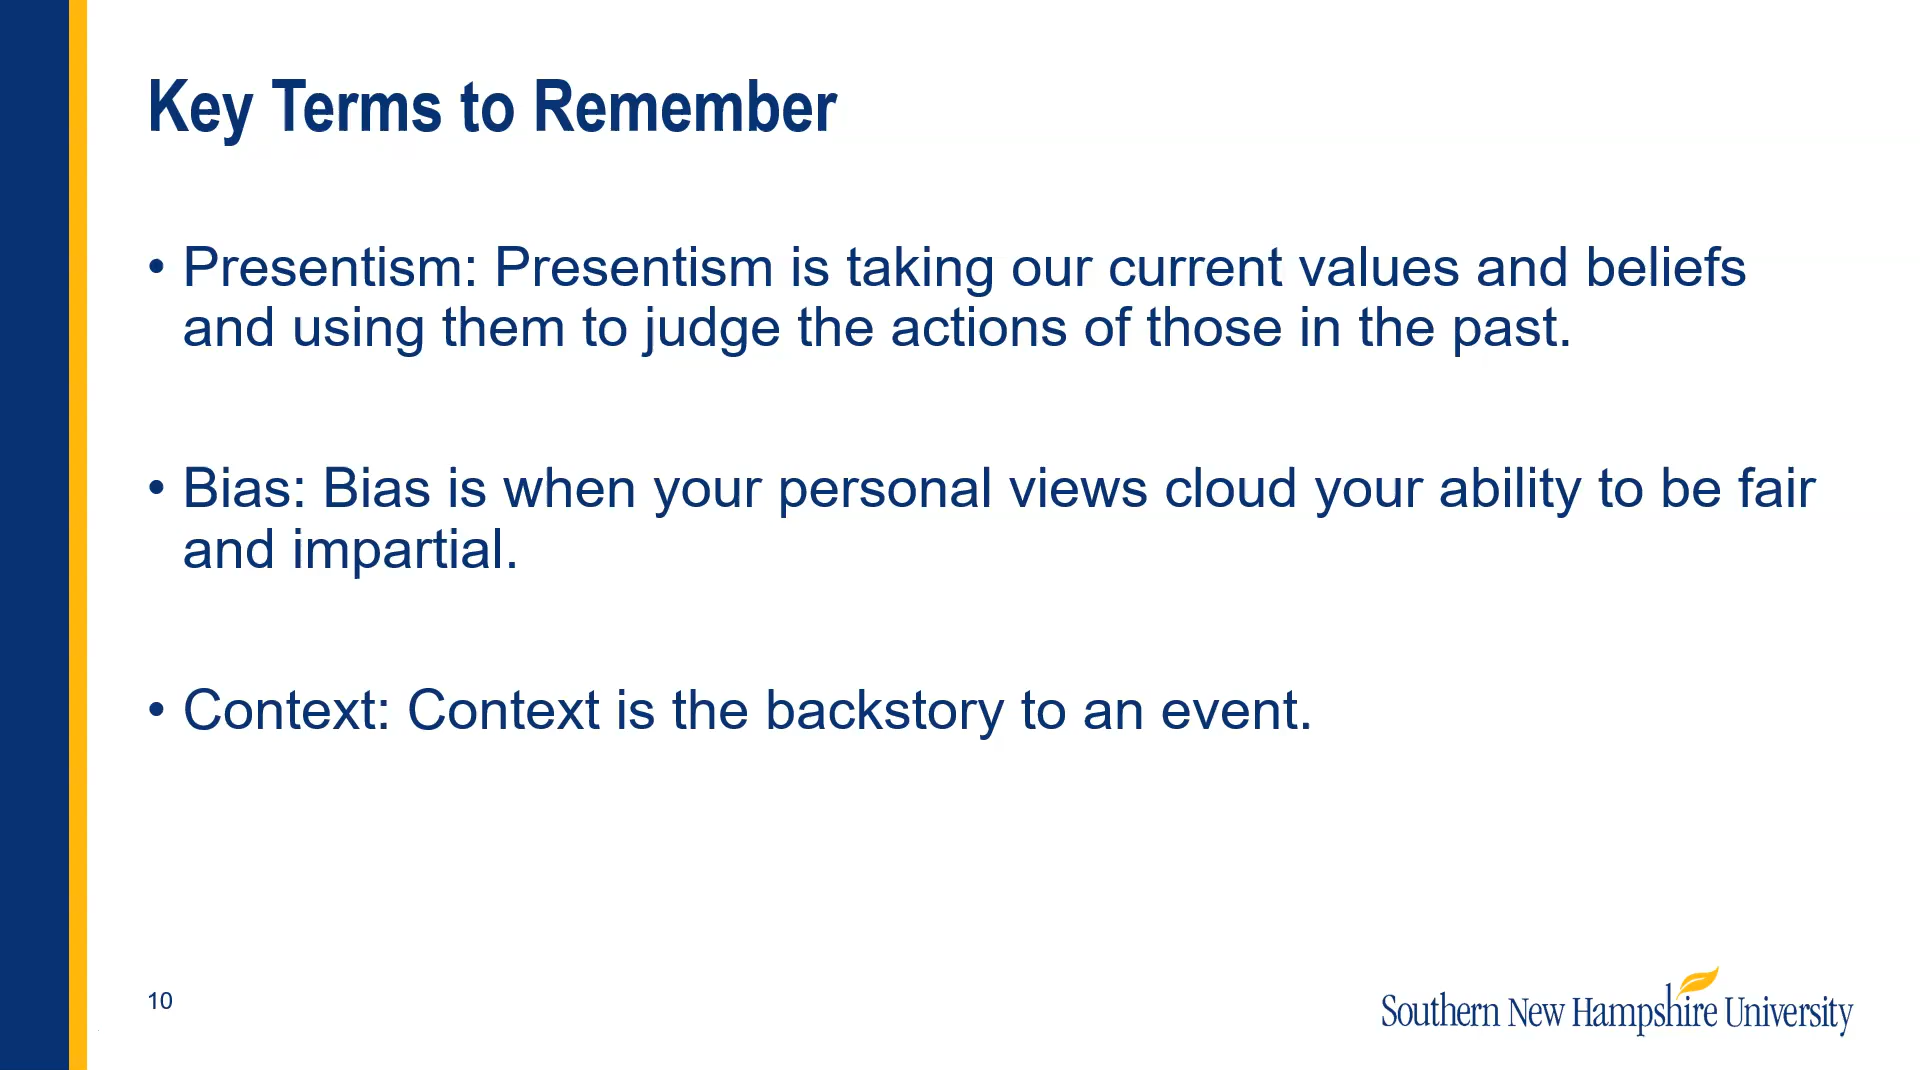 Key Terms to Remember
• Presentism: Presentism is taking our current values and beliefs
and using them to judge the actions of those in the past.
• Bias: Bias is when your personal views cloud your ability to be fair
and impartial.
• Context: Context is the backstory to an event.
10
Southern New Hampshire University